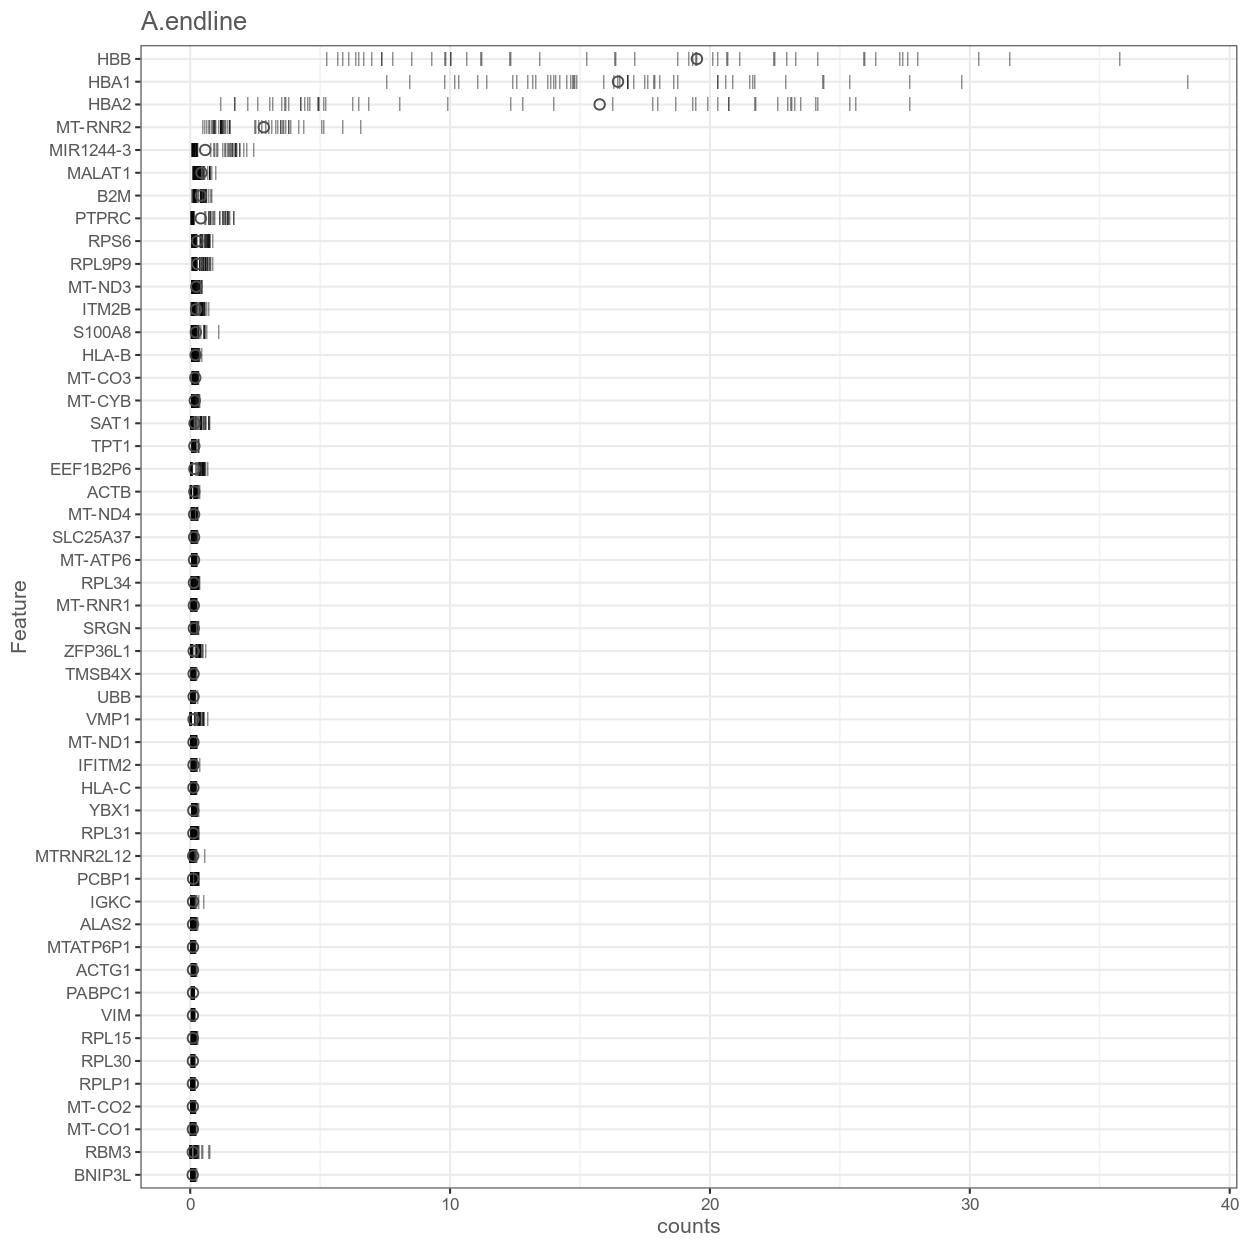 A.endline
HBB
HBA1
HBA2
MT-RNR2
MIR1244-3
MALAT1
B2M
PTPRC
RPS6
RPL9P9
MT-ND3
ITM2B
S100A8
HLA-B
MT-CO3
MT-CYB
SAT1
TPT1
EEF1B2P6
ACTB
MT-ND4
SLC25A37
MT-ATP6
RPL34
MT-RNR1
SRGN
ZFP36L1
TMSB4X
UBB
VMP1
MT-ND1
IFITM2
HLA-C
YBX1
RPL31
MTRNR2L12
PCBP1
IGKC
ALAS2
MTATP6P1
ACTG1
PABPC1
VIM
RPL15
RPL30
RPLP1
MT-CO2
MT-CO1
RBM3
BNIP3L
Feature
0 10 20 30 40
counts